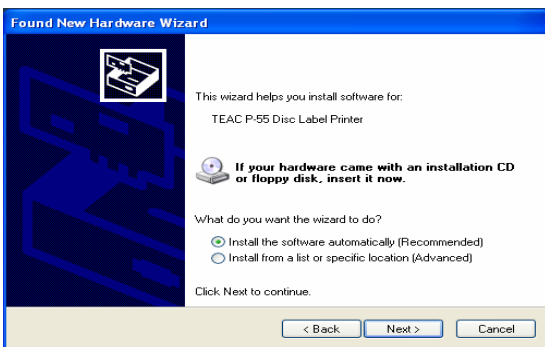 Found New Hardware Wizard
This wizard helps you install software for:
TEAC P-55 Disc Label Printer
If your hardware came with an installation CD
or floppy disk, insert it now.
What do you want the wizard to do?
Install the software automatically (Recommended)
Install from a list or specific location (Advanced)
Click Next to continue.
< Back Next > Cancel